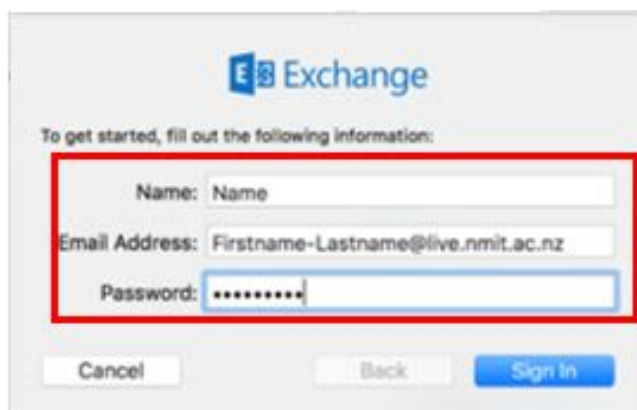 Exchange
To get started, fill out the following information:
Name: Name
Email Address: Firstname-Lastname@live.nmit.ac.nz
Password: •••••••••
Cancel Back Sign In